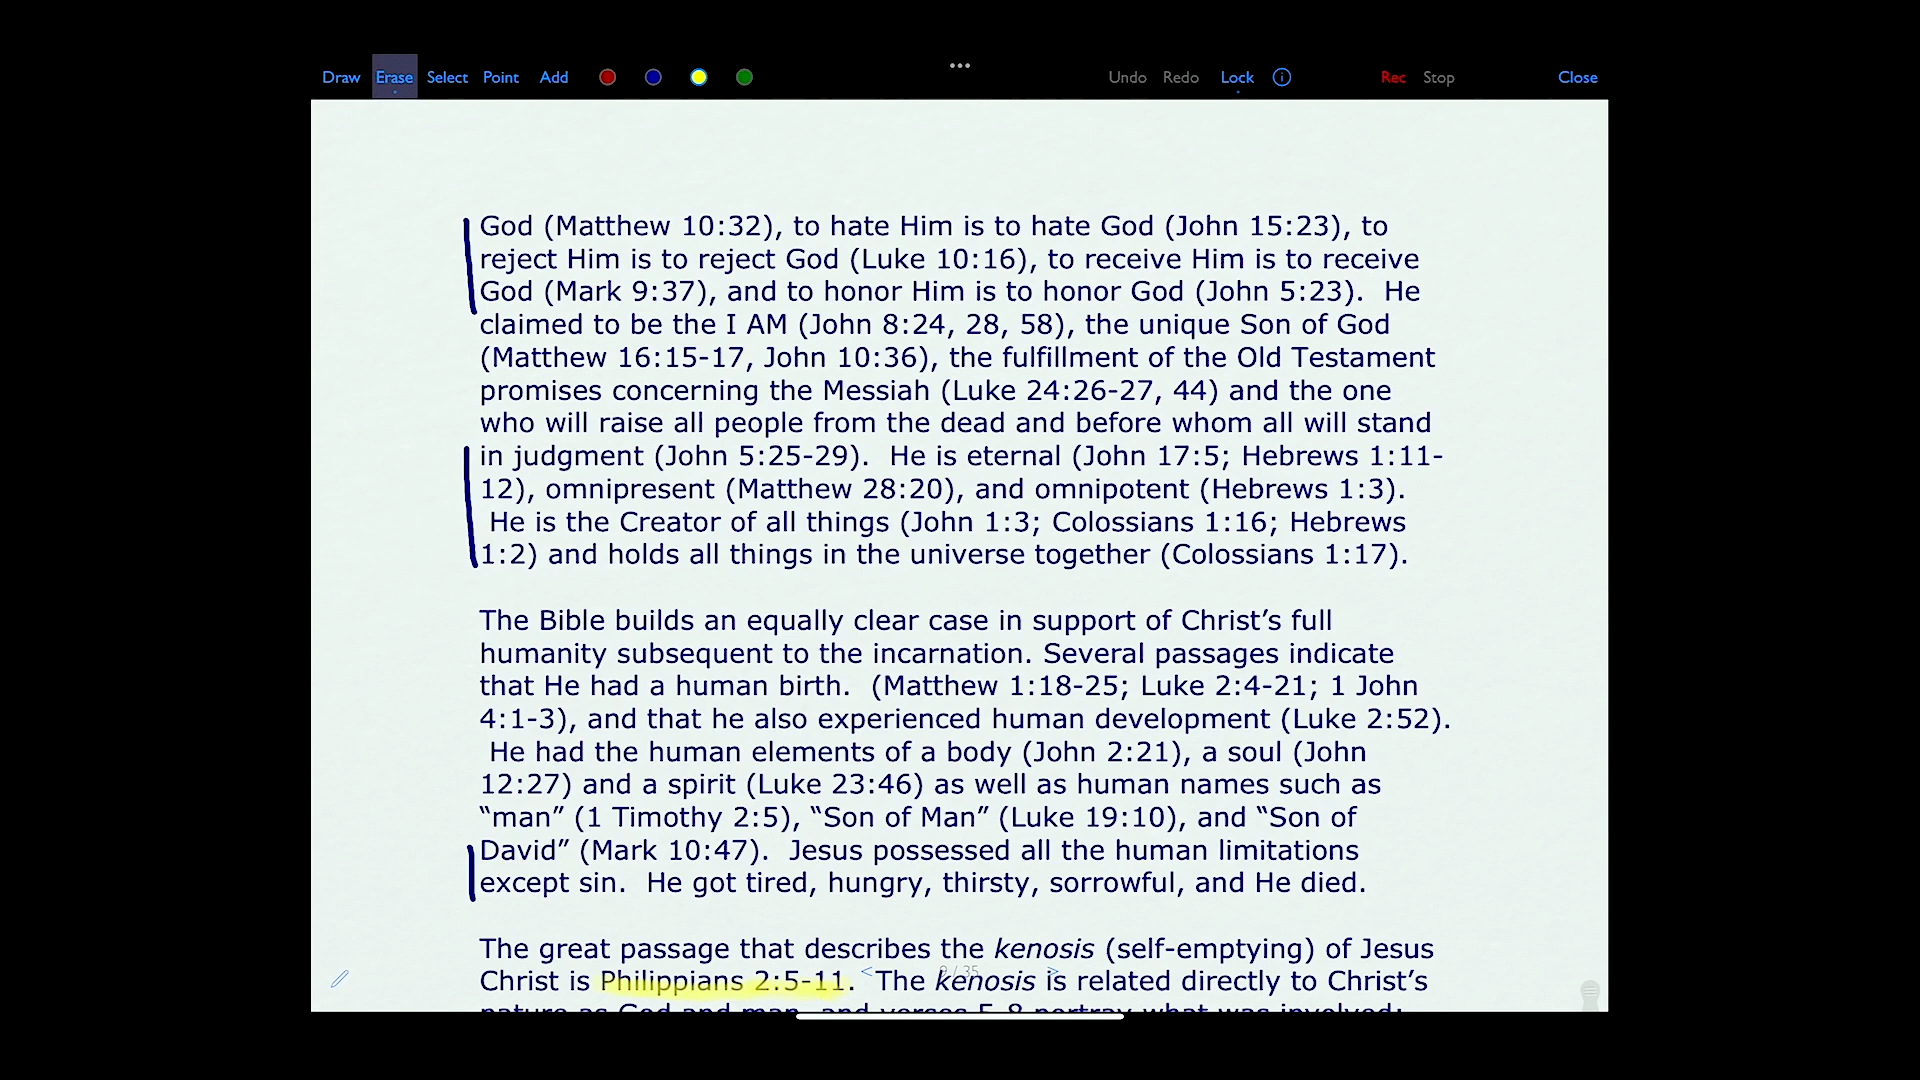 Draw Erase Select Point Add ••• Undo Redo Lock Rec Stop Close
God (Matthew 10:32), to hate Him is to hate God (John 15:23), to
reject Him is to reject God (Luke 10:16), to receive Him is to receive
God (Mark 9:37), and to honor Him is to honor God (John 5:23).  He
claimed to be the I AM (John 8:24, 28, 58), the unique Son of God
(Matthew 16:15-17, John 10:36), the fulfillment of the Old Testament
promises concerning the Messiah (Luke 24:26-27, 44) and the one
who will raise all people from the dead and before whom all will stand
in judgment (John 5:25-29).  He is eternal (John 17:5; Hebrews 1:11-
12), omnipresent (Matthew 28:20), and omnipotent (Hebrews 1:3).
He is the Creator of all things (John 1:3; Colossians 1:16; Hebrews
1:2) and holds all things in the universe together (Colossians 1:17).
The Bible builds an equally clear case in support of Christ’s full
humanity subsequent to the incarnation. Several passages indicate
that He had a human birth.  (Matthew 1:18-25; Luke 2:4-21; 1 John
4:1-3), and that he also experienced human development (Luke 2:52).
He had the human elements of a body (John 2:21), a soul (John
12:27) and a spirit (Luke 23:46) as well as human names such as
“man” (1 Timothy 2:5), “Son of Man” (Luke 19:10), and “Son of
David” (Mark 10:47).  Jesus possessed all the human limitations
except sin.  He got tired, hungry, thirsty, sorrowful, and He died.
The great passage that describes the kenosis (self-emptying) of Jesus
Christ is Philippians 2:5-11.  The kenosis is related directly to Christ’s
nature as God and man, and verses 5-8 portray what was involved:
< 9 / 35 >